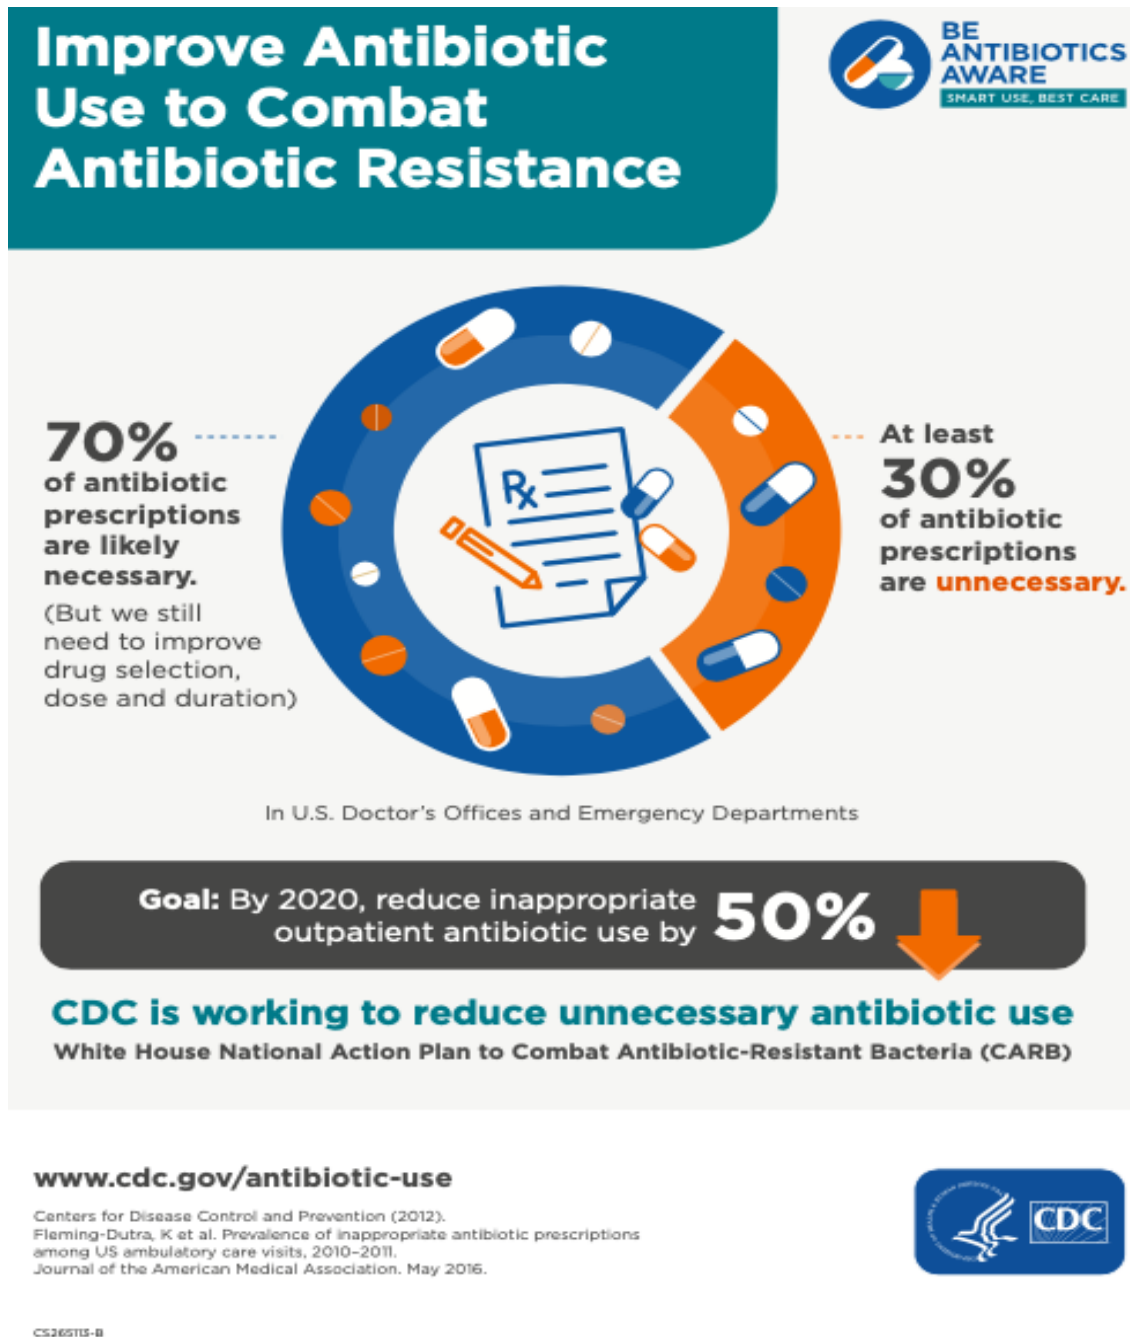 Improve Antibiotic
Use to Combat
Antibiotic Resistance
BE
ANTIBIOTICS
AWARE
SMART USE, BEST CARE
70%
of antibiotic
prescriptions
are likely
necessary.
(But we still
need to improve
drug selection,
dose and duration)
Rx
At least
30%
of antibiotic
prescriptions
are unnecessary.
In U.S. Doctor's Offices and Emergency Departments
Goal: By 2020, reduce inappropriate
outpatient antibiotic use by
50%
CDC is working to reduce unnecessary antibiotic use
White House National Action Plan to Combat Antibiotic-Resistant Bacteria (CARB)
www.cdc.gov/antibiotic-use
Centers for Disease Control and Prevention (2012).
Fleming-Dutra, K et al. Prevalence of inappropriate antibiotic prescriptions
among US ambulatory care visits, 2010–2011.
Journal of the American Medical Association. May 2016.
CDC
CS265113-B